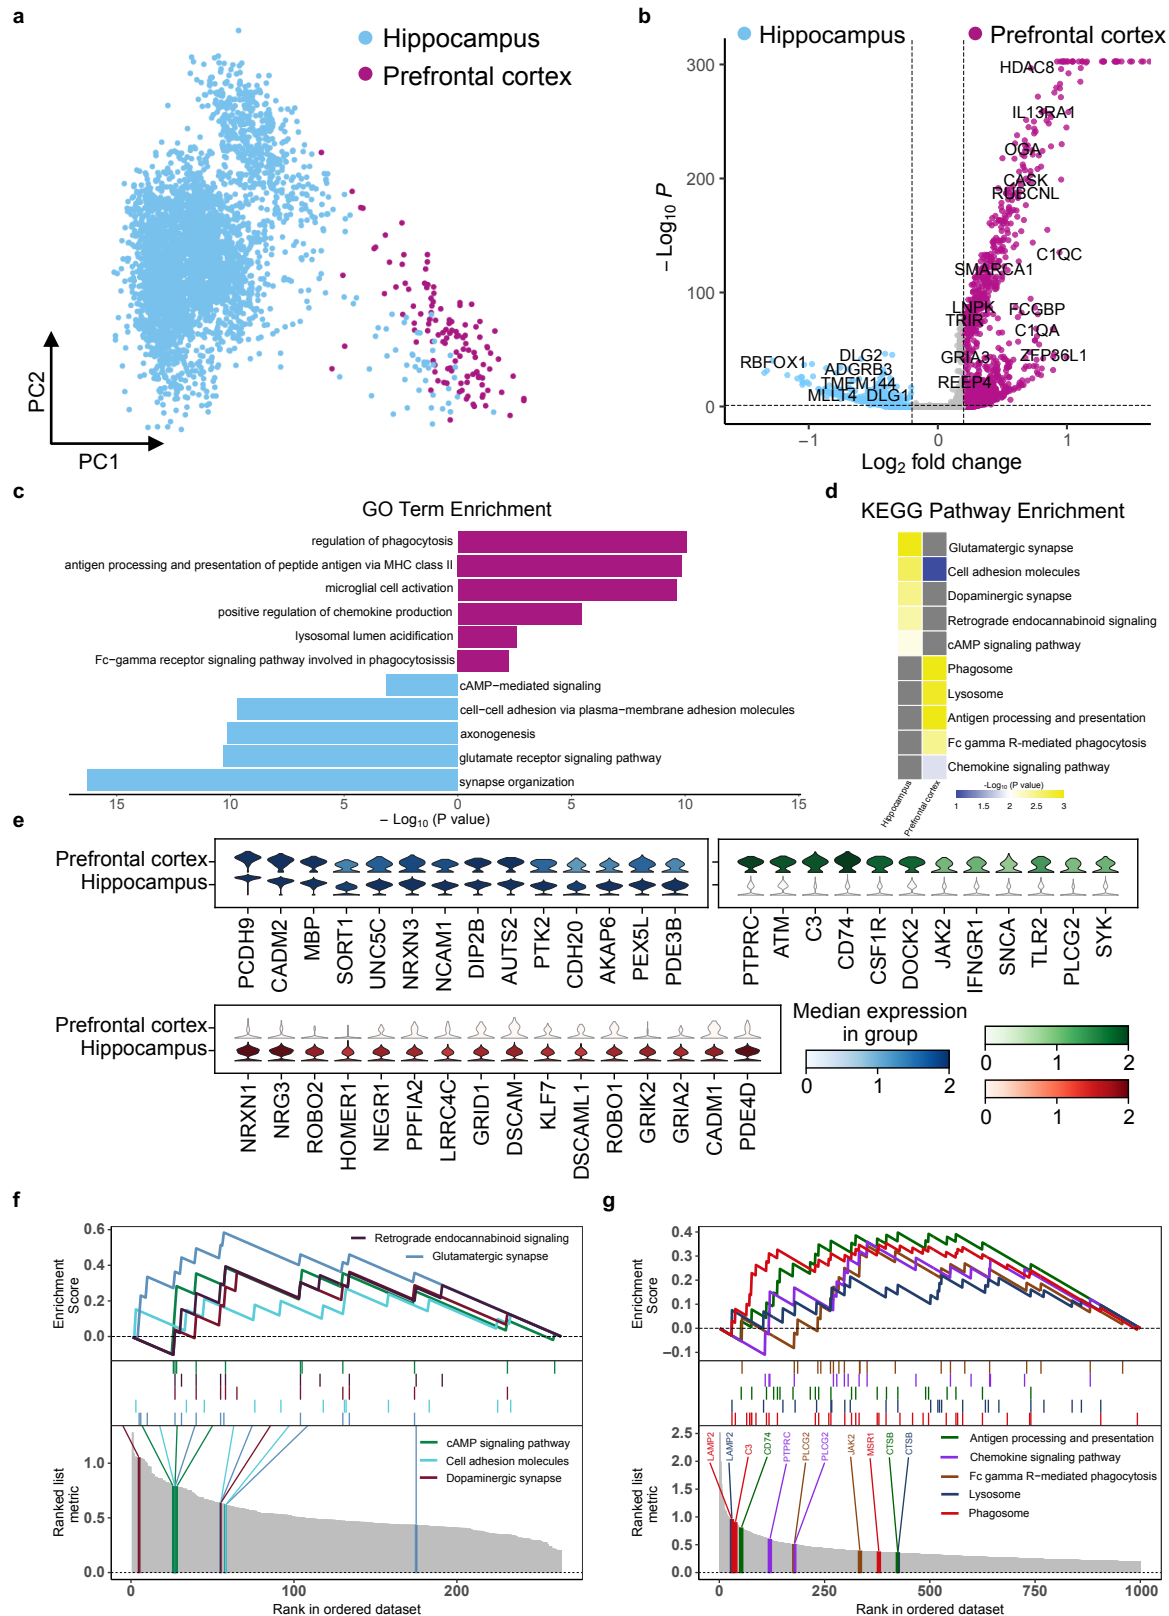 a
Hippocampus
Prefrontal cortex
PC2
PC1
b
Hippocampus
Prefrontal cortex
300
200
100
0
− Log10 P
HDAC8
IL13RA1
OGA
CASK
RUBCNL
C1QC
SMARCA1
LNPK
FCGBP
TRIR
C1QA
GRIA3
ZFP36L1
REEP4
RBFOX1
DLG2
ADGRB3
TMEM144
MLLT4
DLG1
−1
0
1
Log2 fold change
c
GO Term Enrichment
regulation of phagocytosis
antigen processing and presentation of peptide antigen via MHC class II
microglial cell activation
positive regulation of chemokine production
lysosomal lumen acidification
Fc−gamma receptor signaling pathway involved in phagocytosissis
cAMP−mediated signaling
cell−cell adhesion via plasma−membrane adhesion molecules
axonogenesis
glutamate receptor signaling pathway
synapse organization
15 10 5 0 5 10 15
− Log10 (P value)
d
KEGG Pathway Enrichment
Glutamatergic synapse
Cell adhesion molecules
Dopaminergic synapse
Retrograde endocannabinoid signaling
cAMP signaling pathway
Phagosome
Lysosome
Antigen processing and presentation
Fc gamma R-mediated phagocytosis
Chemokine signaling pathway
Hippocampus
Prefrontal cortex
-Log10 (P value)
1 1.5 2 2.5 3
e
Prefrontal cortex
Hippocampus
PCDH9 CADM2 MBP SORT1 UNC5C NRXN3 NCAM1 DIP2B AUTS2 PTK2 CDH20 AKAP6 PEX5L PDE3B
PTPRC ATM C3 CD74 CSF1R DOCK2 JAK2 IFNGR1 SNCA TLR2 PLCG2 SYK
Prefrontal cortex
Hippocampus
NRXN1 NRG3 ROBO2 HOMER1 NEGR1 PPFIA2 LRRC4C GRID1 DSCAM KLF7 DSCAML1 ROBO1 GRIK2 GRIA2 CADM1 PDE4D
Median expression
in group
0 1 2
0 2
0 2
f
0.6
0.4
0.2
0.0
Enrichment
Score
Retrograde endocannabinoid signaling
Glutamatergic synapse
cAMP signaling pathway
Cell adhesion molecules
Dopaminergic synapse
1.0
0.5
0.0
Ranked list
metric
0 100 200
Rank in ordered dataset
g
0.4
0.3
0.2
0.1
0.0
−0.1
Enrichment
Score
2.5
2.0
1.5
1.0
0.5
0.0
Ranked list
metric
LAMP2 LAMP2 C3 CD74 PTPRC PLCG2 PLCG2 JAK2 MSR1 CTSB CTSB
Antigen processing and presentation
Chemokine signaling pathway
Fc gamma R−mediated phagocytosis
Lysosome
Phagosome
0 250 500 750 1000
Rank in ordered dataset